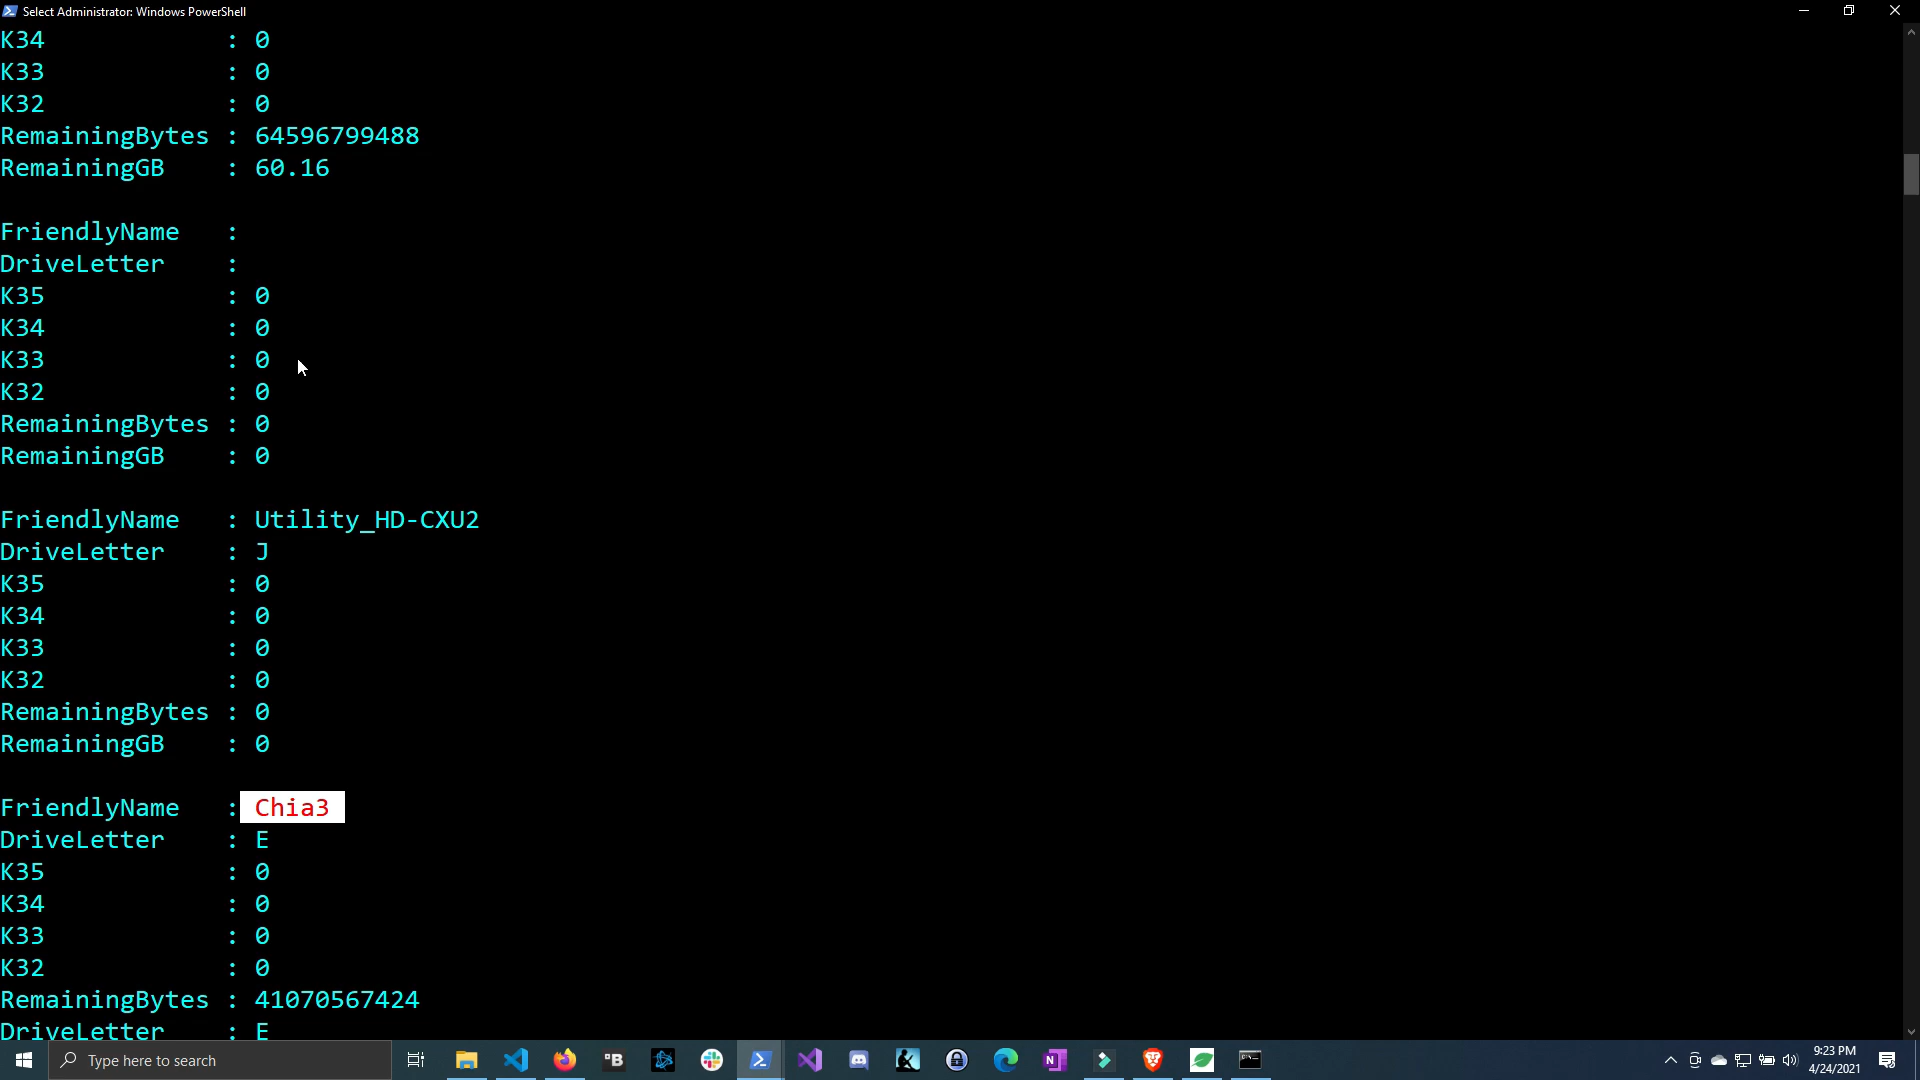 Select Administrator: Windows PowerShell
K34 : 0
K33 : 0
K32 : 0
RemainingBytes : 64596799488
RemainingGB : 60.16
FriendlyName :
DriveLetter :
K35 : 0
K34 : 0
K33 : 0
K32 : 0
RemainingBytes : 0
RemainingGB : 0
FriendlyName : Utility_HD-CXU2
DriveLetter : J
K35 : 0
K34 : 0
K33 : 0
K32 : 0
RemainingBytes : 0
RemainingGB : 0
FriendlyName : Chia3
DriveLetter : E
K35 : 0
K34 : 0
K33 : 0
K32 : 0
RemainingBytes : 41070567424
DriveLetter : E
Type here to search
9:23 PM
4/24/2021